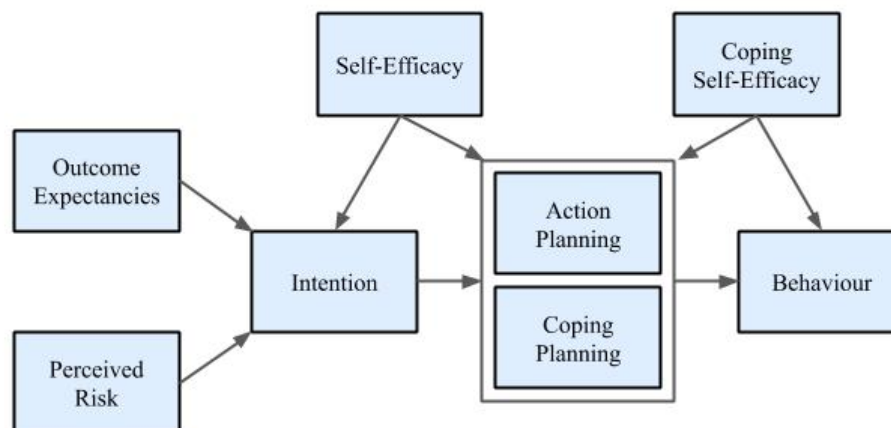 Self-Efficacy
Coping
Self-Efficacy
Outcome
Expectancies
Action
Planning
Intention
Behaviour
Coping
Planning
Perceived
Risk